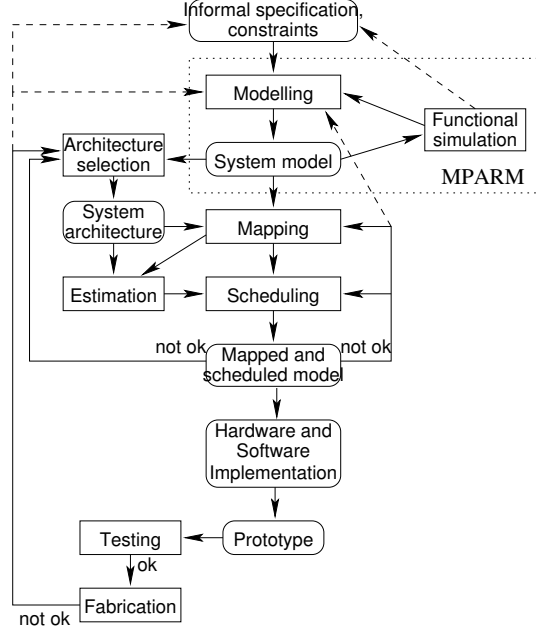 Informal specification,
constraints
Modelling
Functional
simulation
Architecture
selection
System model
MPARM
System
architecture
Mapping
Estimation
Scheduling
not ok
not ok
Mapped and
scheduled model
Hardware and
Software
Implementation
Testing
Prototype
ok
Fabrication
not ok